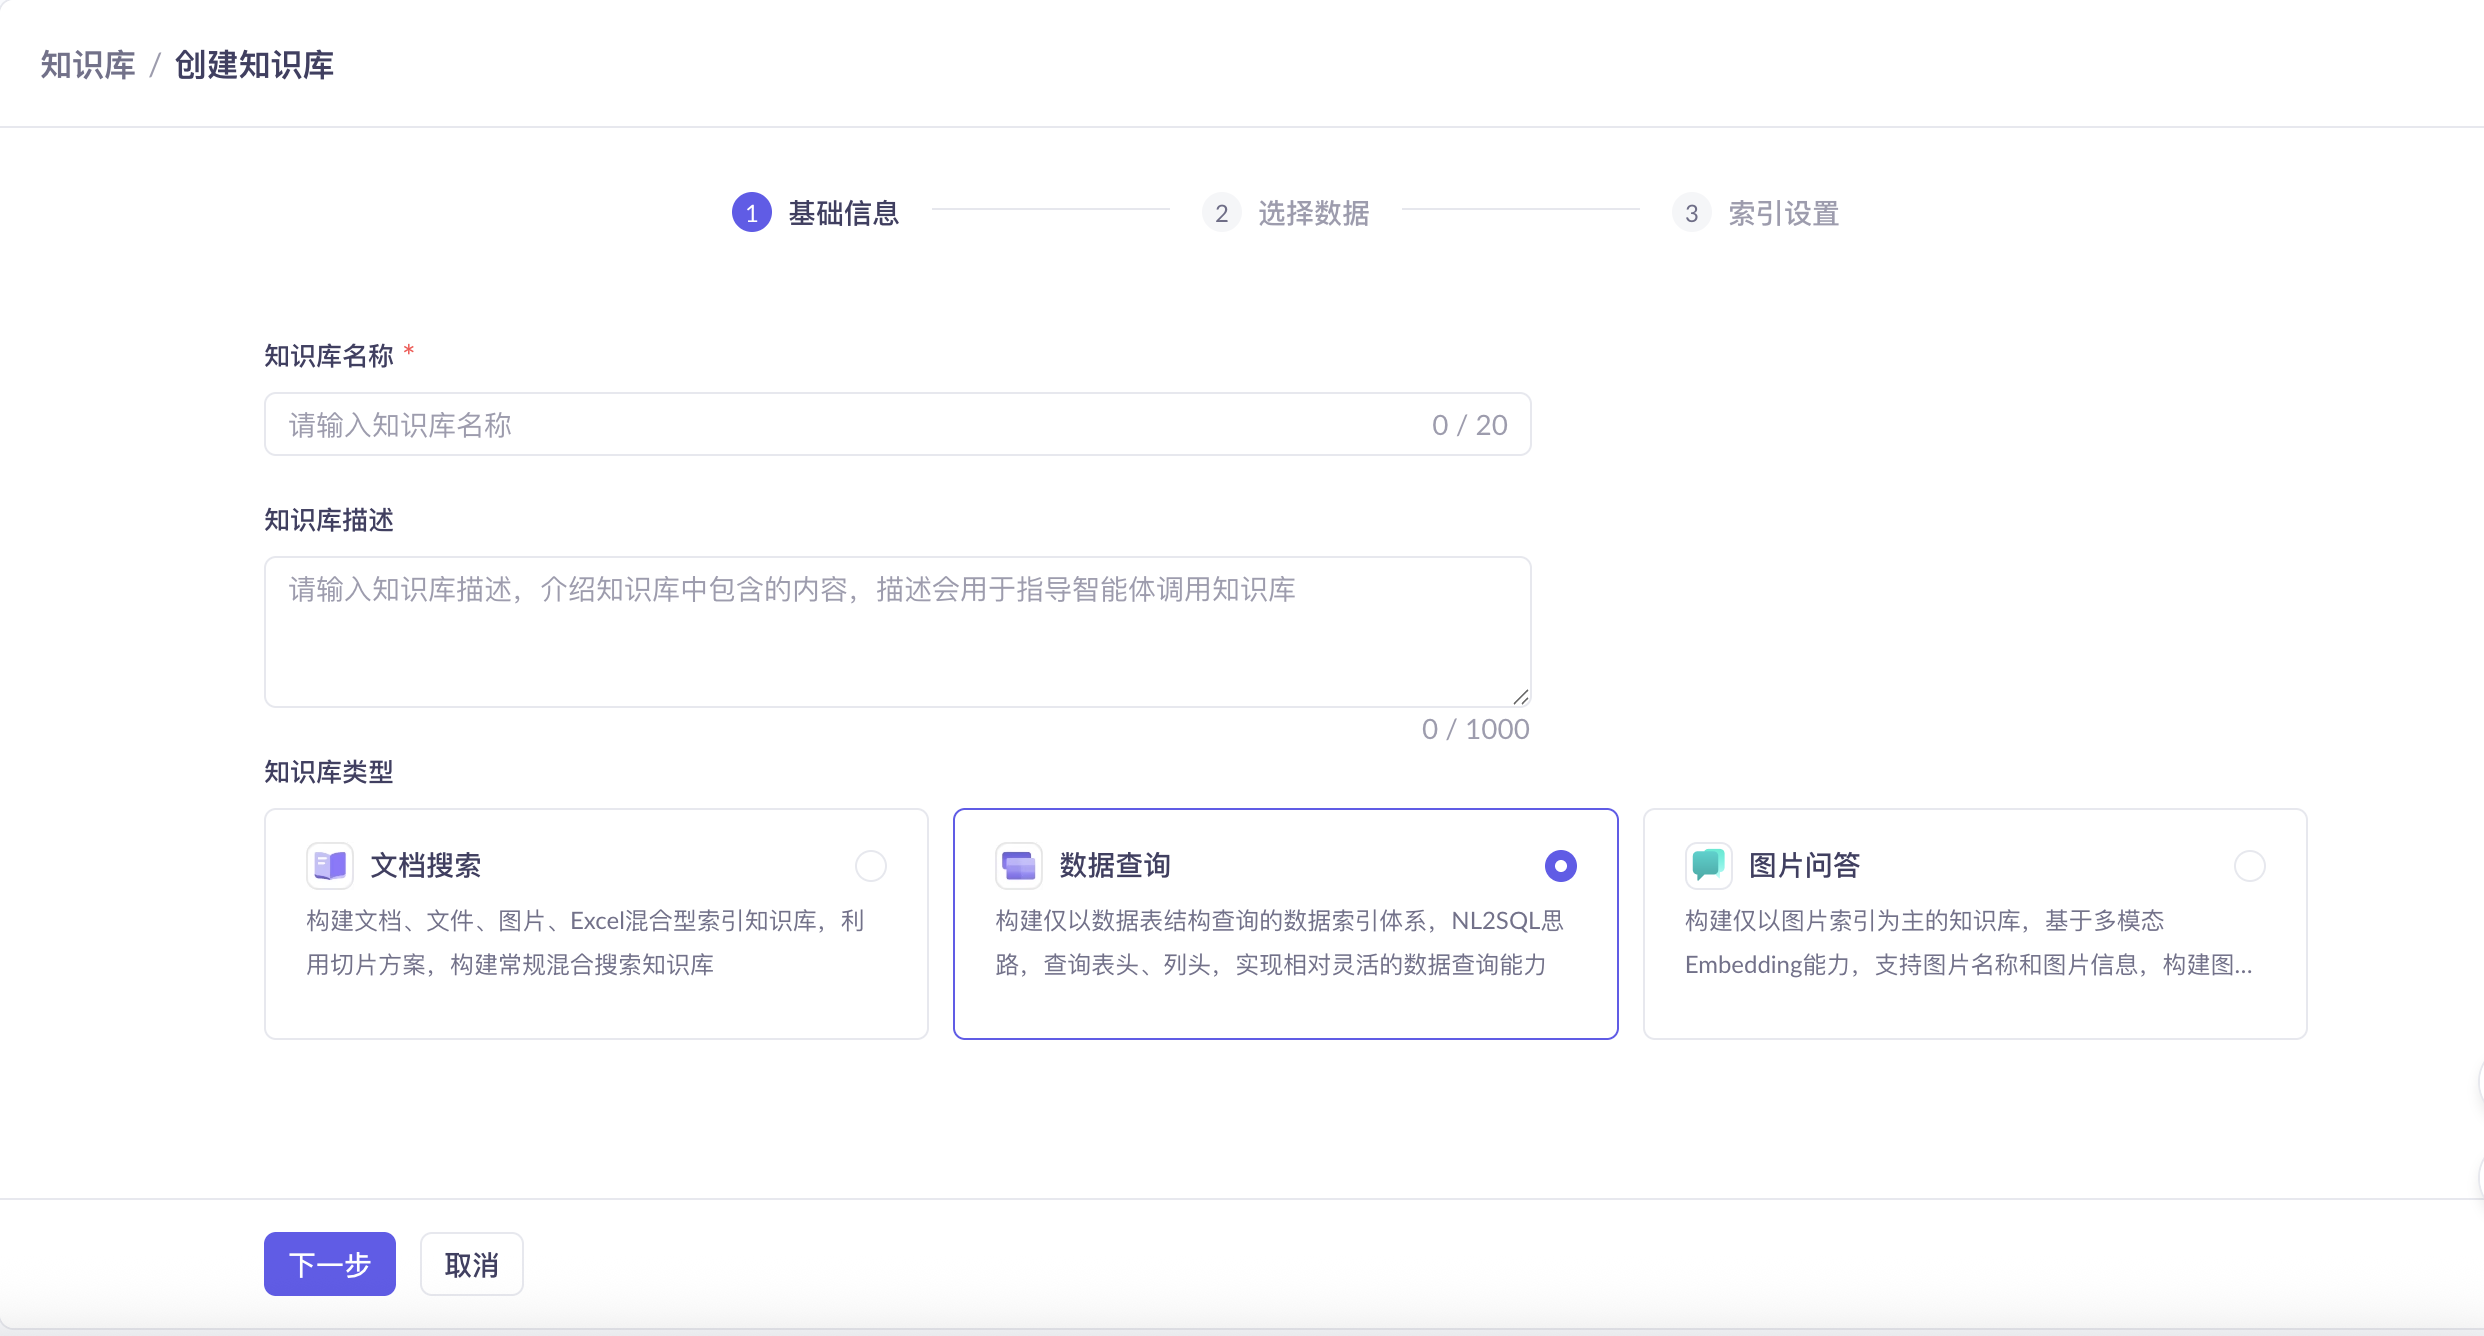 知识库 / 创建知识库
1 基础信息 2 选择数据 3 索引设置
知识库名称 *
请输入知识库名称 0 / 20
知识库描述
请输入知识库描述，介绍知识库中包含的内容，描述会用于指导智能体调用知识库
0 / 1000
知识库类型
文档搜索
构建文档、文件、图片、Excel混合型索引知识库，利
用切片方案，构建常规混合搜索知识库
数据查询
构建仅以数据表结构查询的数据索引体系，NL2SQL思
路，查询表头、列头，实现相对灵活的数据查询能力
图片问答
构建仅以图片索引为主的知识库，基于多模态
Embedding能力，支持图片名称和图片信息，构建图...
下一步 取消